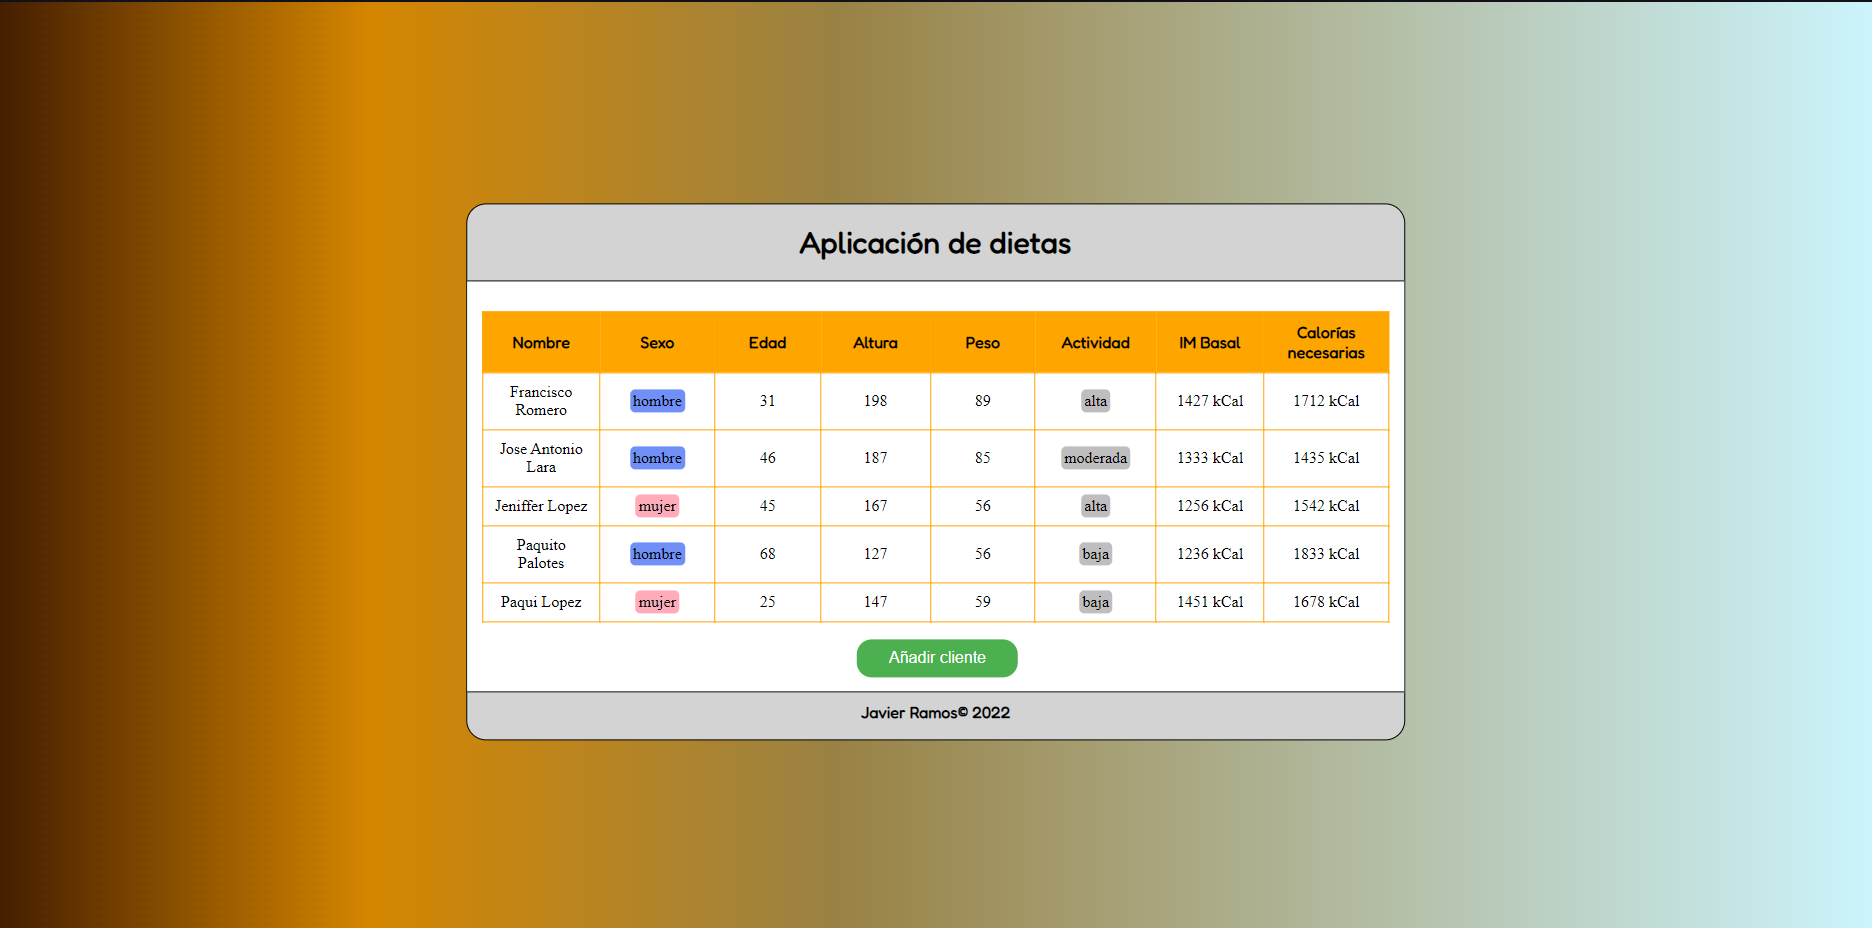 Aplicación de dietas
Nombre Sexo Edad Altura Peso Actividad IM Basal Calorías necesarias
Francisco Romero hombre 31 198 89 alta 1427 kCal 1712 kCal
Jose Antonio Lara hombre 46 187 85 moderada 1333 kCal 1435 kCal
Jeniffer Lopez mujer 45 167 56 alta 1256 kCal 1542 kCal
Paquito Palotes hombre 68 127 56 baja 1236 kCal 1833 kCal
Paqui Lopez mujer 25 147 59 baja 1451 kCal 1678 kCal
Añadir cliente
Javier Ramos© 2022